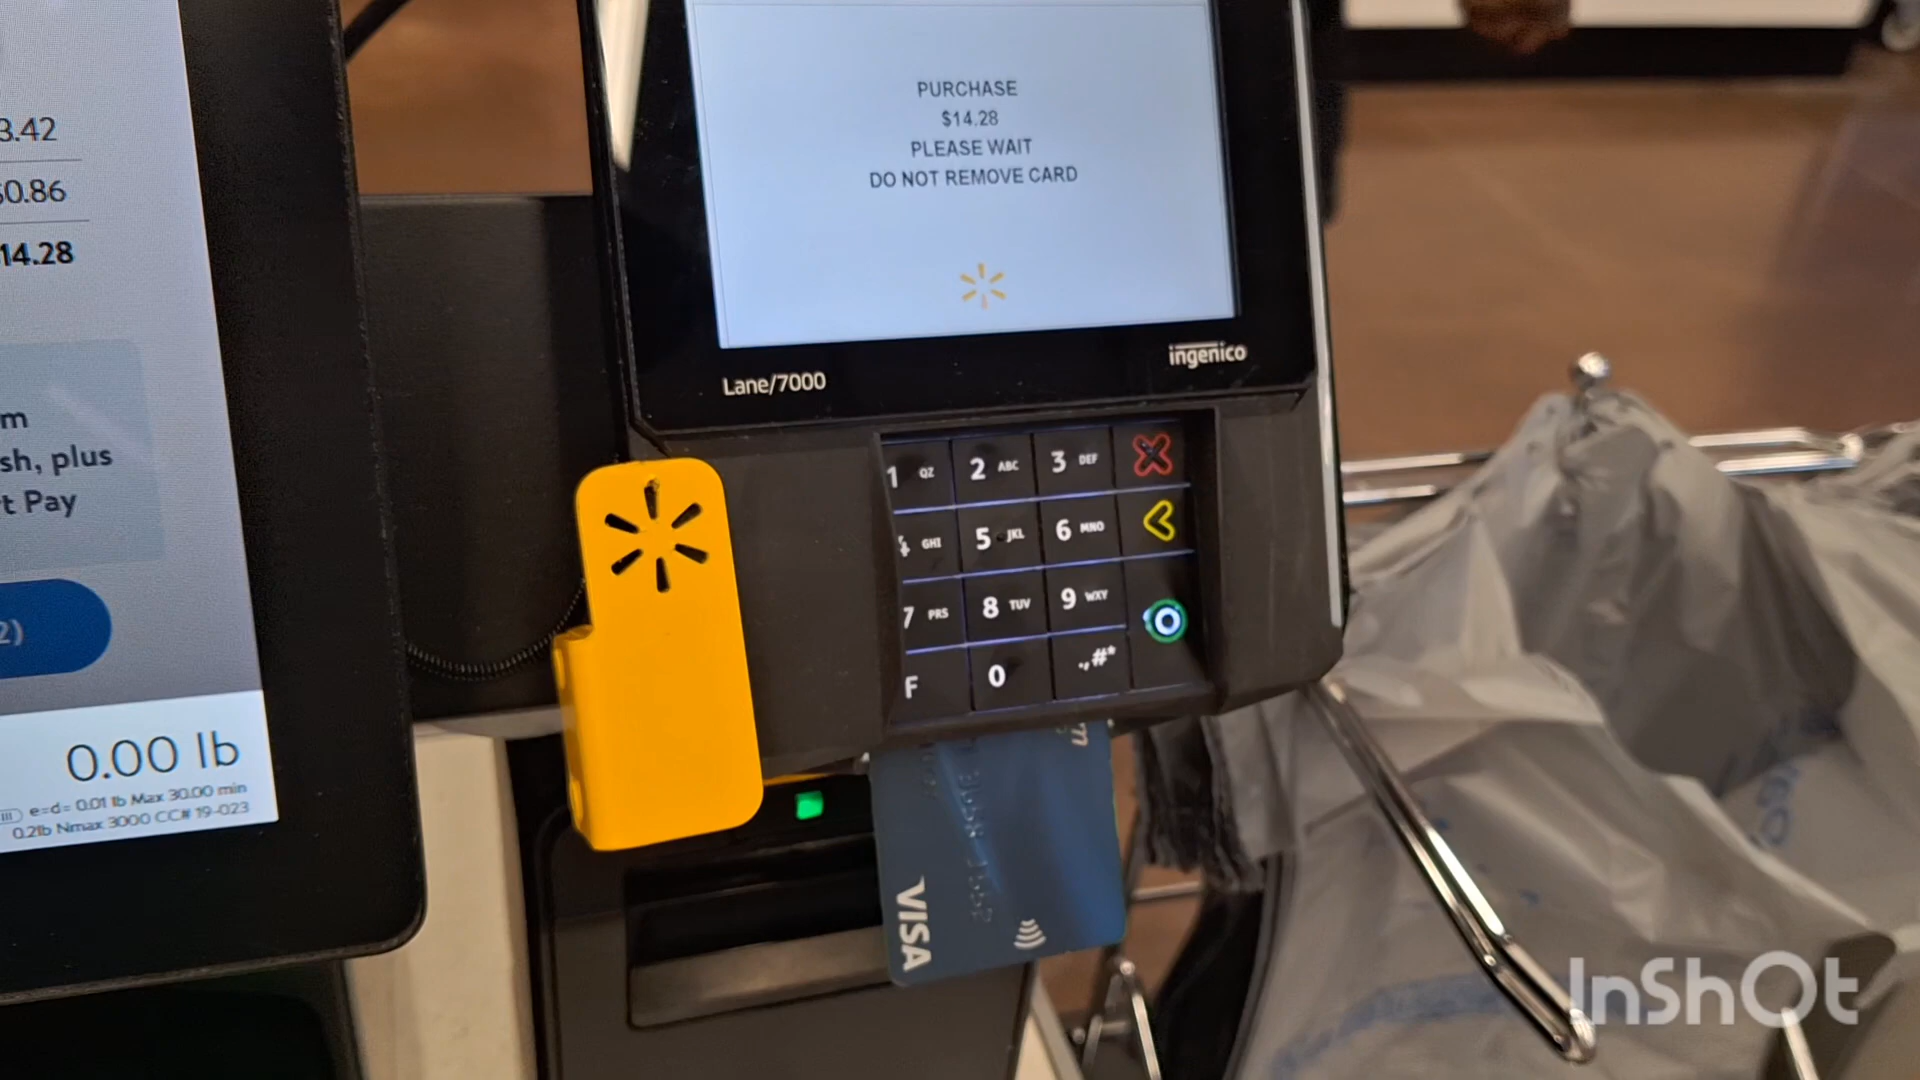 3.42
$0.86
14.28
m
sh, plus
t Pay
2)
0.00 lb
e=d= 0.01 lb Max 30.00 min
0.2lb Nmax 3000 CC# 19-023
PURCHASE
$14.28
PLEASE WAIT
DO NOT REMOVE CARD
Lane/7000
ingenico
1 QZ
2 ABC
3 DEF
GHI
5 JKL
6 MNO
7 PRS
8 TUV
9 WXY
F
0
.,#*
VISA
InShOt